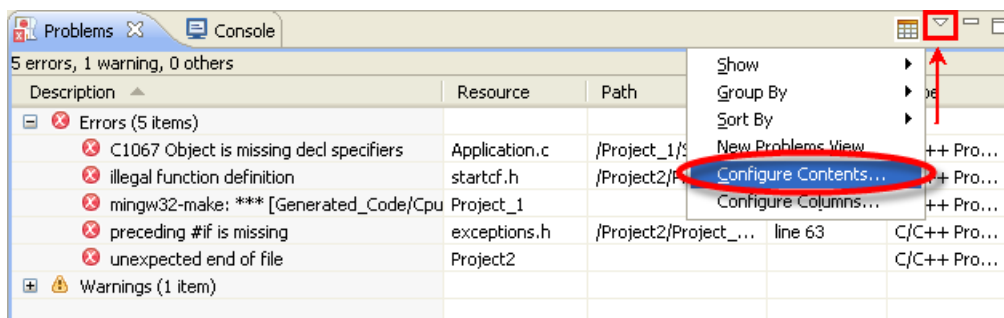 Problems Console
5 errors, 1 warning, 0 others
Description Resource Path
Errors (5 items)
C1067 Object is missing decl specifiers Application.c /Project_1/S ++ Pro...
illegal function definition startcf.h /Project2/P ++ Pro...
mingw32-make: *** [Generated_Code/Cpu Project_1 ++ Pro...
preceding #if is missing exceptions.h /Project2/Project_... line 63 C/C++ Pro...
unexpected end of file Project2 C/C++ Pro...
Warnings (1 item)
Show
Group By
Sort By
New Problems View
Configure Contents...
Configure Columns...